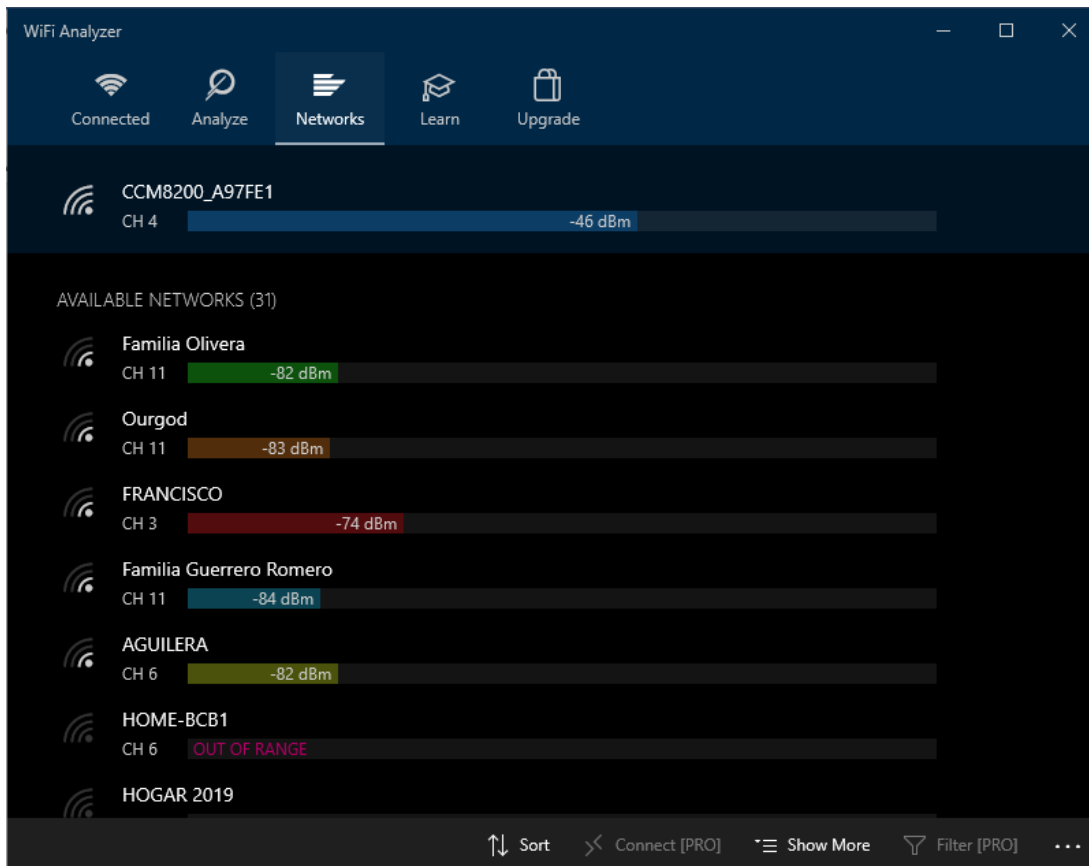 WiFi Analyzer
Connected Analyze Networks Learn Upgrade
CCM8200_A97FE1
CH 4 -46 dBm
AVAILABLE NETWORKS (31)
Familia Olivera
CH 11 -82 dBm
Ourgod
CH 11 -83 dBm
FRANCISCO
CH 3 -74 dBm
Familia Guerrero Romero
CH 11 -84 dBm
AGUILERA
CH 6 -82 dBm
HOME-BCB1
CH 6 OUT OF RANGE
HOGAR 2019
Sort Connect [PRO] Show More Filter [PRO] ...